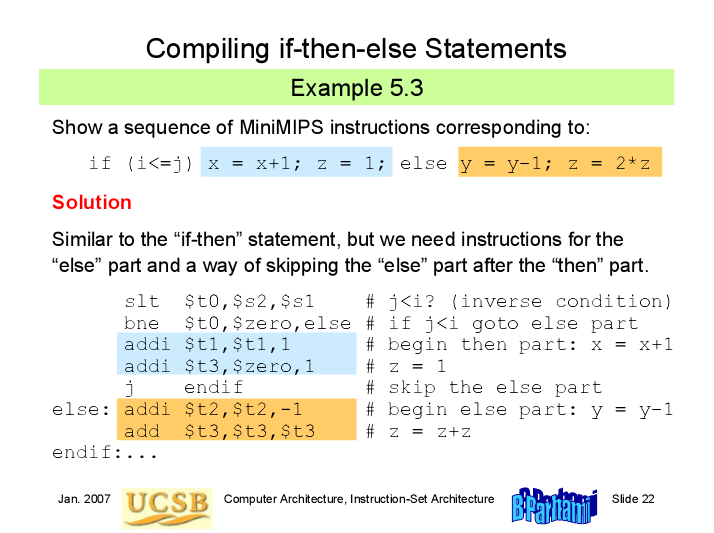 Compiling if-then-else Statements
Example 5.3
Show a sequence of MiniMIPS instructions corresponding to:
if (i<=j) x = x+1; z = 1; else y = y–1; z = 2*z
Solution
Similar to the “if-then” statement, but we need instructions for the
“else” part and a way of skipping the “else” part after the “then” part.
slt $t0,$s2,$s1 # j<i? (inverse condition)
bne $t0,$zero,else # if j<i goto else part
addi $t1,$t1,1 # begin then part: x = x+1
addi $t3,$zero,1 # z = 1
j endif # skip the else part
else: addi $t2,$t2,-1 # begin else part: y = y–1
add $t3,$t3,$t3 # z = z+z
endif:...
Jan. 2007 UCSB Computer Architecture, Instruction-Set Architecture B. Parhami Slide 22